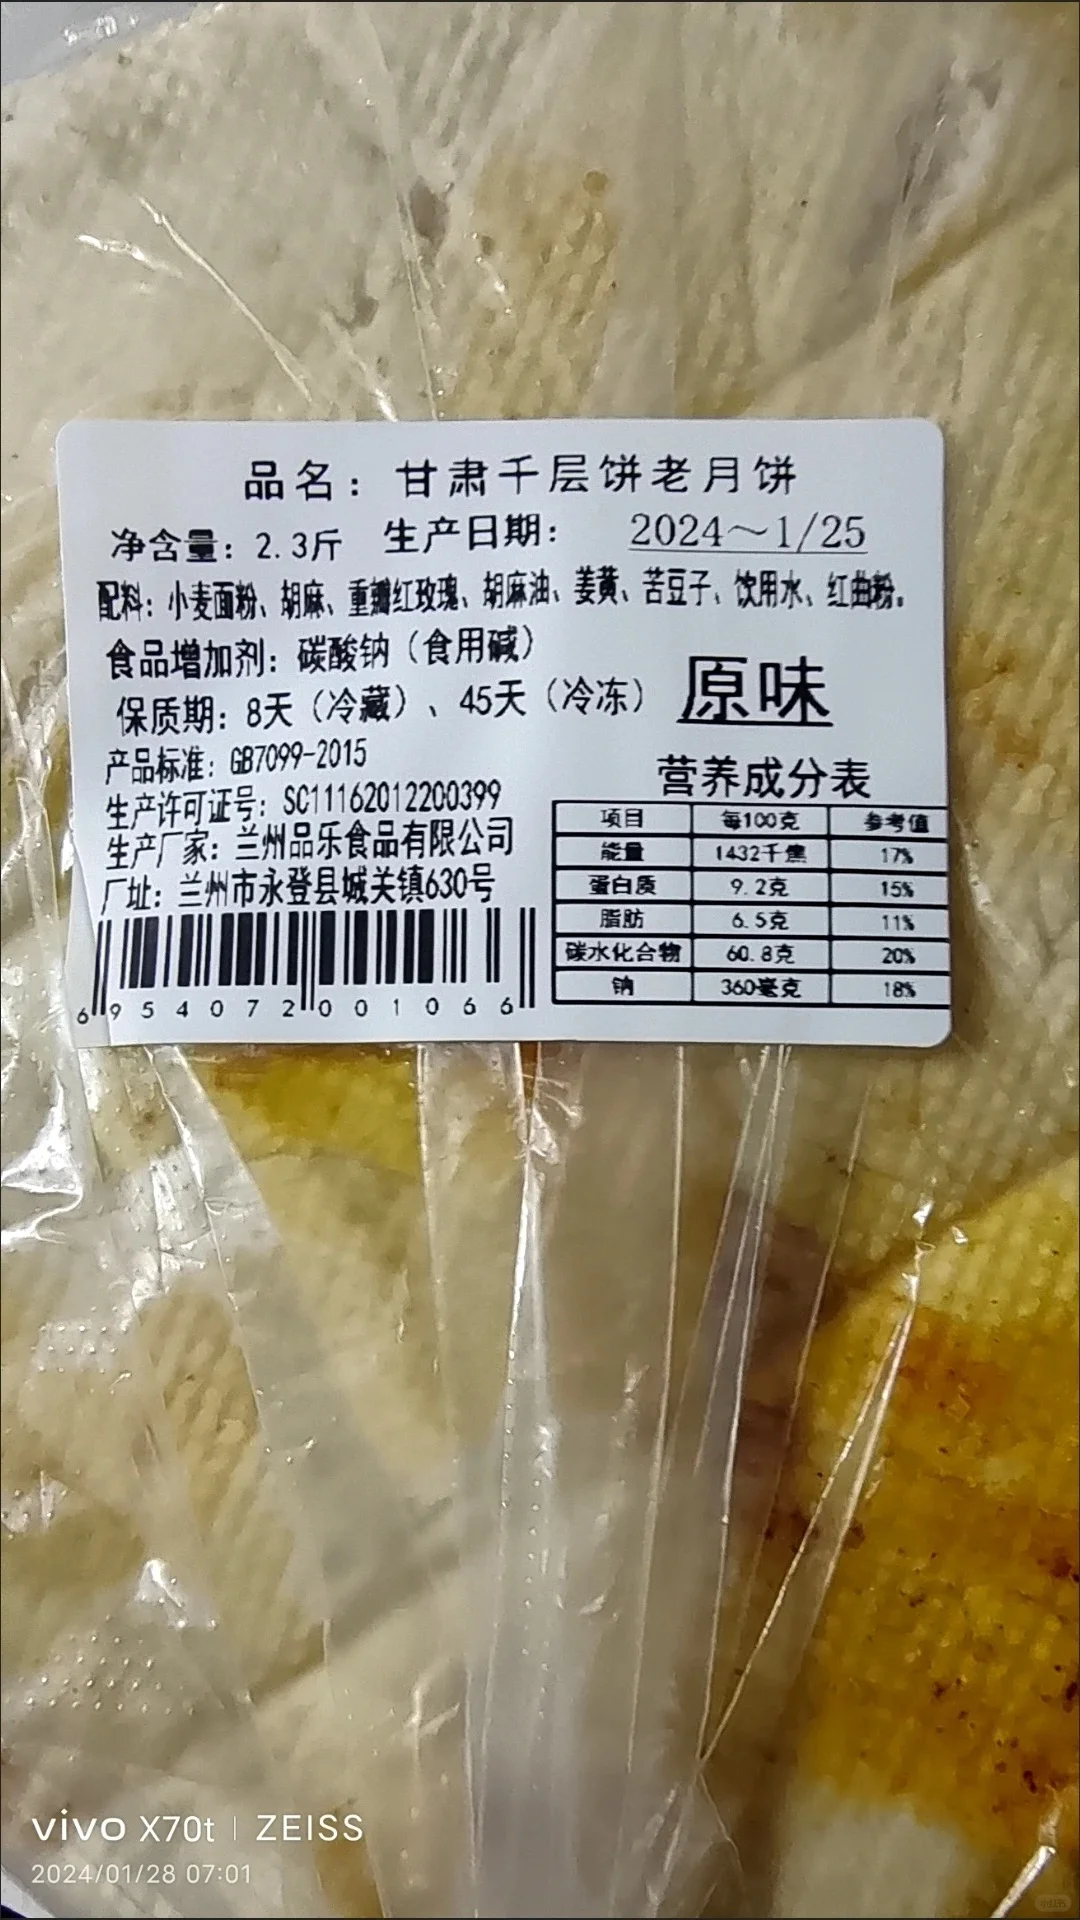 品名：甘肃千层饼老月饼
净含量：2.3斤 生产日期： 2024～1/25
配料：小麦面粉、胡麻、重瓣红玫瑰、胡麻油、姜黄、苦豆子、饮用水、红曲粉。
食品增加剂：碳酸钠（食用碱）
保质期：8天（冷藏）、45天（冷冻）
原味
产品标准：GB7099-2015
生产许可证号：SC11162012200399
生产厂家：兰州品乐食品有限公司
厂址：兰州市永登县城关镇630号
6 954072 001066
营养成分表
项目 每100克 参考值
能量 1432千焦 17%
蛋白质 9.2克 15%
脂肪 6.5克 11%
碳水化合物 60.8克 20%
钠 360毫克 18%
vivo X70t | ZEISS
2024/01/28 07:01